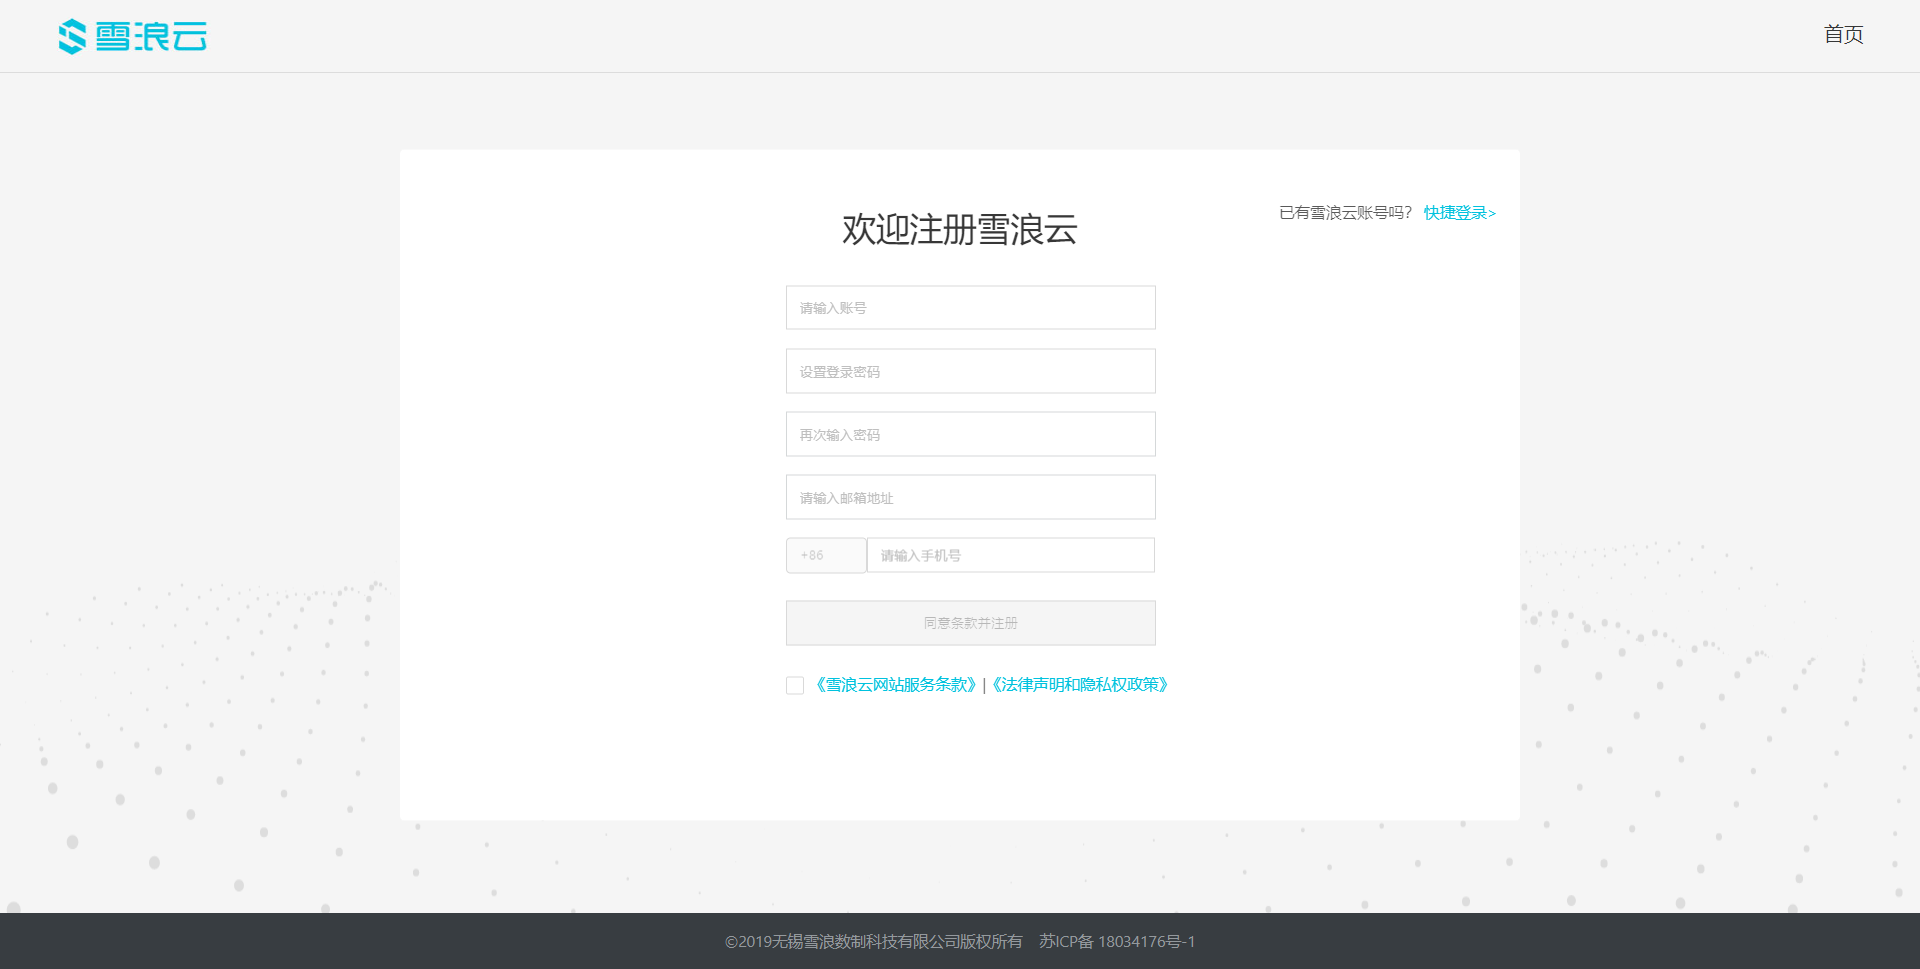 雪浪云
首页
欢迎注册雪浪云
已有雪浪云账号吗? 快捷登录>
请输入账号
设置登录密码
再次输入密码
请输入邮箱地址
+86 请输入手机号
同意条款并注册
《雪浪云网站服务条款》|《法律声明和隐私权政策》
©2019无锡雪浪数制科技有限公司版权所有 苏ICP备 18034176号-1